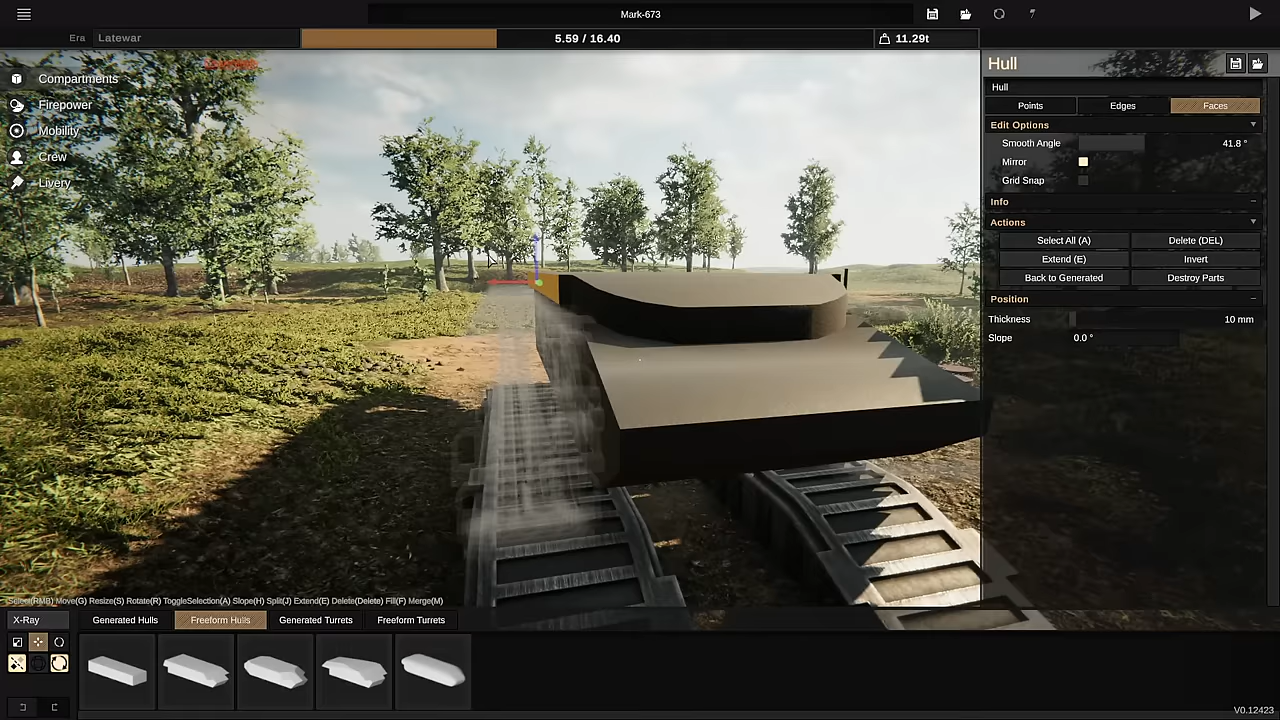 Mark-673
Era Latewar 5.59 / 16.40 11.29t
Compartments
Firepower
Mobility
Crew
Livery
Hull
Hull
Points Edges Faces
Edit Options
Smooth Angle 41.8 °
Mirror
Grid Snap
Info
Actions
Select All (A) Delete (DEL)
Extend (E) Invert
Back to Generated Destroy Parts
Position
Thickness 10 mm
Slope 0.0 °
Select(RMB) Move(G) Resize(S) Rotate(R) ToggleSelection(A) Slope(H) Split(J) Extend(E) Delete(Delete) Fill(F) Merge(M)
X-Ray Generated Hulls Freeform Hulls Generated Turrets Freeform Turrets
V0.12423